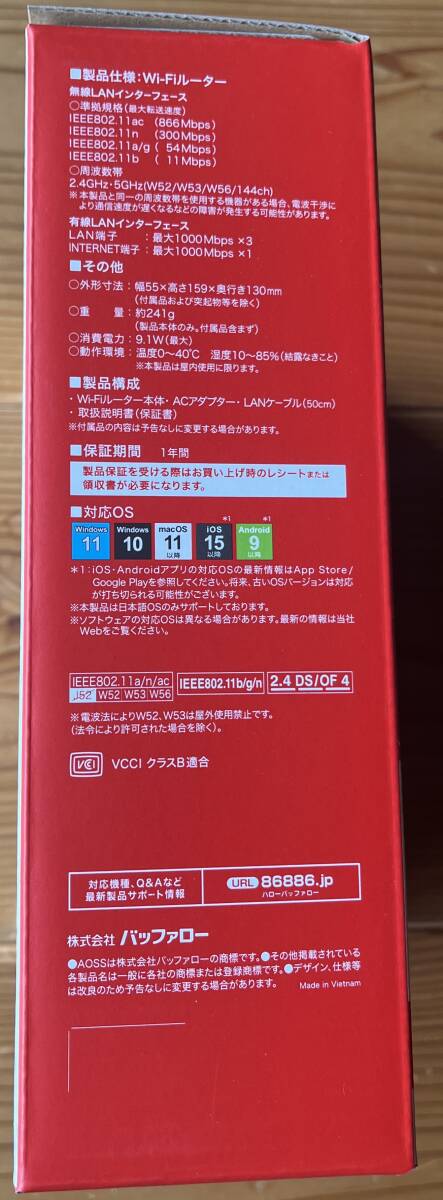 ■製品仕様：Wi-Fiルーター
無線LANインターフェース
○準拠規格（最大転送速度）
IEEE802.11ac （866Mbps）
IEEE802.11n （300Mbps）
IEEE802.11a/g（ 54Mbps）
IEEE802.11b （ 11Mbps）
○周波数帯
2.4GHz・5GHz(W52/W53/W56/144ch)
※本製品と同一の周波数帯を使用する機器がある場合、電波干渉に
より通信速度が遅くなるなどの障害が発生する可能性があります。
有線LANインターフェース
LAN端子 ：最大1000Mbps×3
INTERNET端子：最大1000Mbps×1
■その他
○外形寸法：幅55×高さ159×奥行き130mm
（付属品および突起物等を除く）
○重 量：約241g
（製品本体のみ。付属品含まず）
○消費電力：9.1W（最大）
○動作環境：温度0～40℃ 湿度10～85%（結露なきこと）
※本製品は屋内使用に限ります。
■製品構成
・Wi-Fiルーター本体・ACアダプター・LANケーブル(50cm)
・取扱説明書（保証書）
※付属品の内容は予告なしに変更する場合があります。
■保証期間 1年間
製品保証を受ける際はお買い上げ時のレシートまたは
領収書が必要になります。
■対応OS
*1 *1
Windows 11 Windows 10 macOS 11 以降 iOS 15 以降 Android 9 以降
＊1：iOS・Androidアプリの対応OSの最新情報はApp Store/
Google Playを参照してください。将来、古いOSバージョンは対応
が打ち切られる可能性がございます。
※本製品は日本語OSのみサポートしております。
※ソフトウェアの対応OSは異なる場合があります。最新の情報は当社
Webをご覧ください。
IEEE802.11a/n/ac IEEE802.11b/g/n 2.4 DS/OF 4
J52 W52 W53 W56
※電波法によりW52、W53は屋外使用禁止です。
（法令により許可された場合を除く）。
VCCI VCCI クラスB適合
対応機種、Q&Aなど
最新製品サポート情報
URL 86886.jp
ハローバッファロー
株式会社 バッファロー
●AOSSは株式会社バッファローの商標です。●その他掲載されている
各製品名は一般に各社の商標または登録商標です。●デザイン、仕様等
は改良のため予告なしに変更する場合があります。 Made in Vietnam